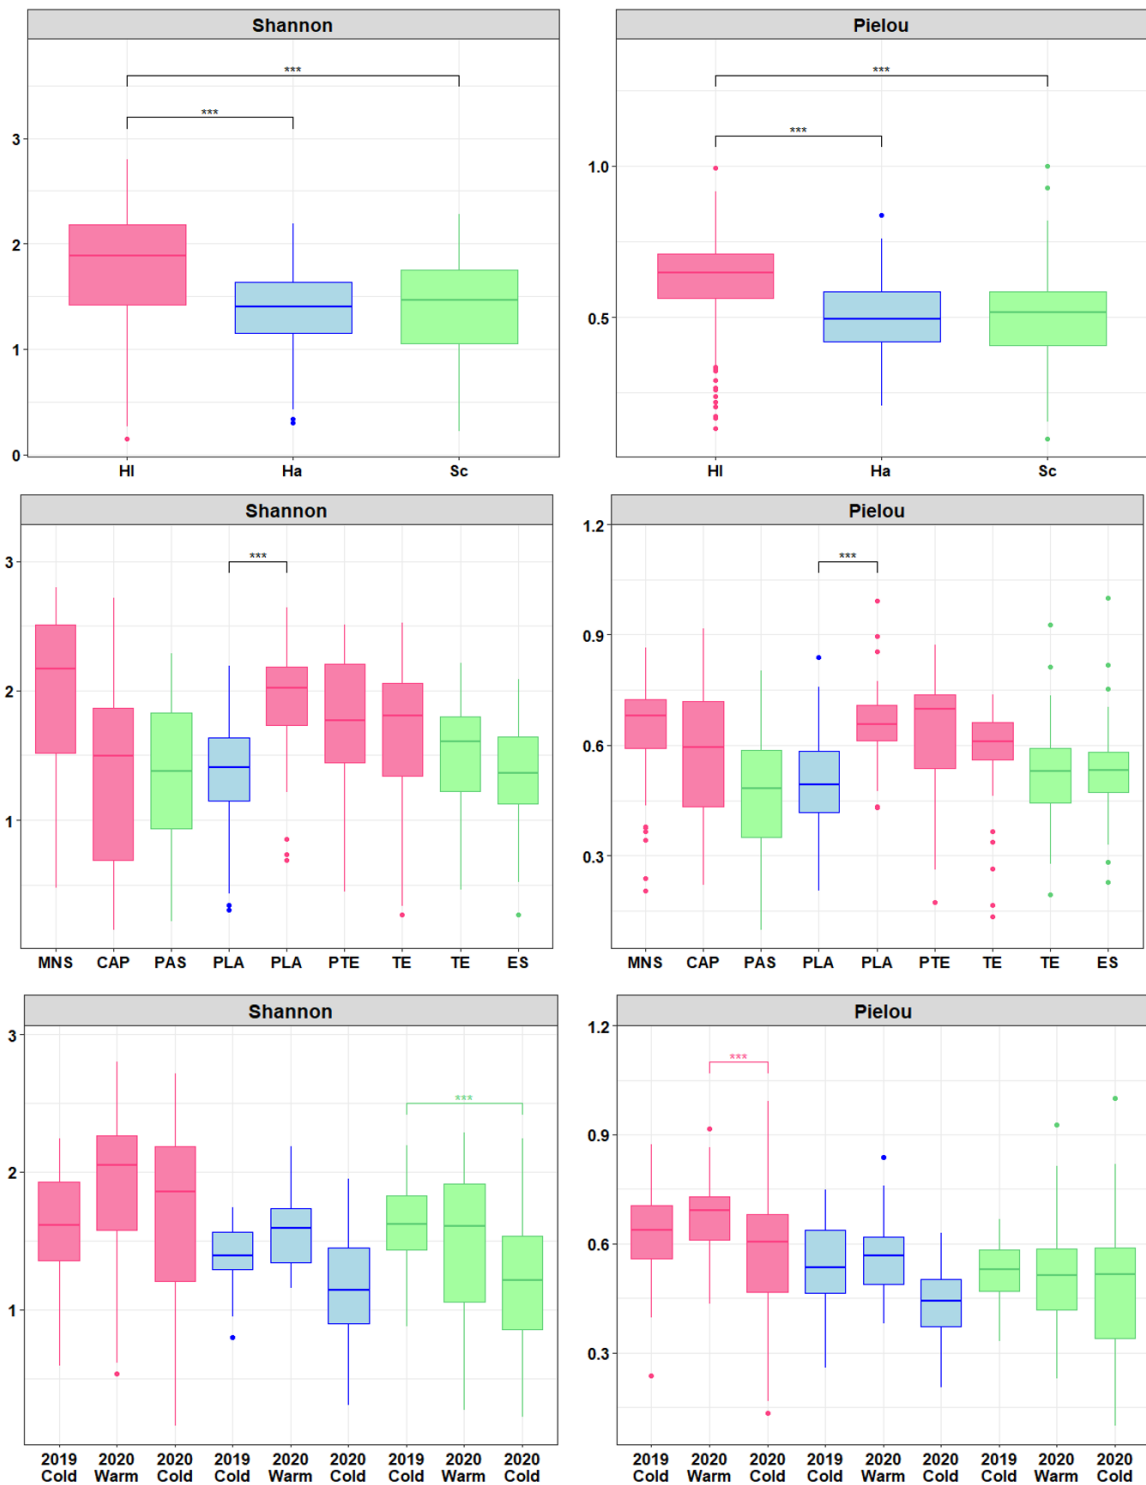 Shannon
Pielou
***
***
***
***
3
2
1
0
1.0
0.5
HI Ha Sc
HI Ha Sc
Shannon
Pielou
***
***
3
2
1
1.2
0.9
0.6
0.3
MNS CAP PAS PLA PLA PTE TE TE ES
MNS CAP PAS PLA PLA PTE TE TE ES
Shannon
Pielou
***
***
3
2
1
1.2
0.9
0.6
0.3
2019 2020 2020 2019 2020 2020 2019 2020 2020
Cold Warm Cold Cold Warm Cold Cold Warm Cold
2019 2020 2020 2019 2020 2020 2019 2020 2020
Cold Warm Cold Cold Warm Cold Cold Warm Cold